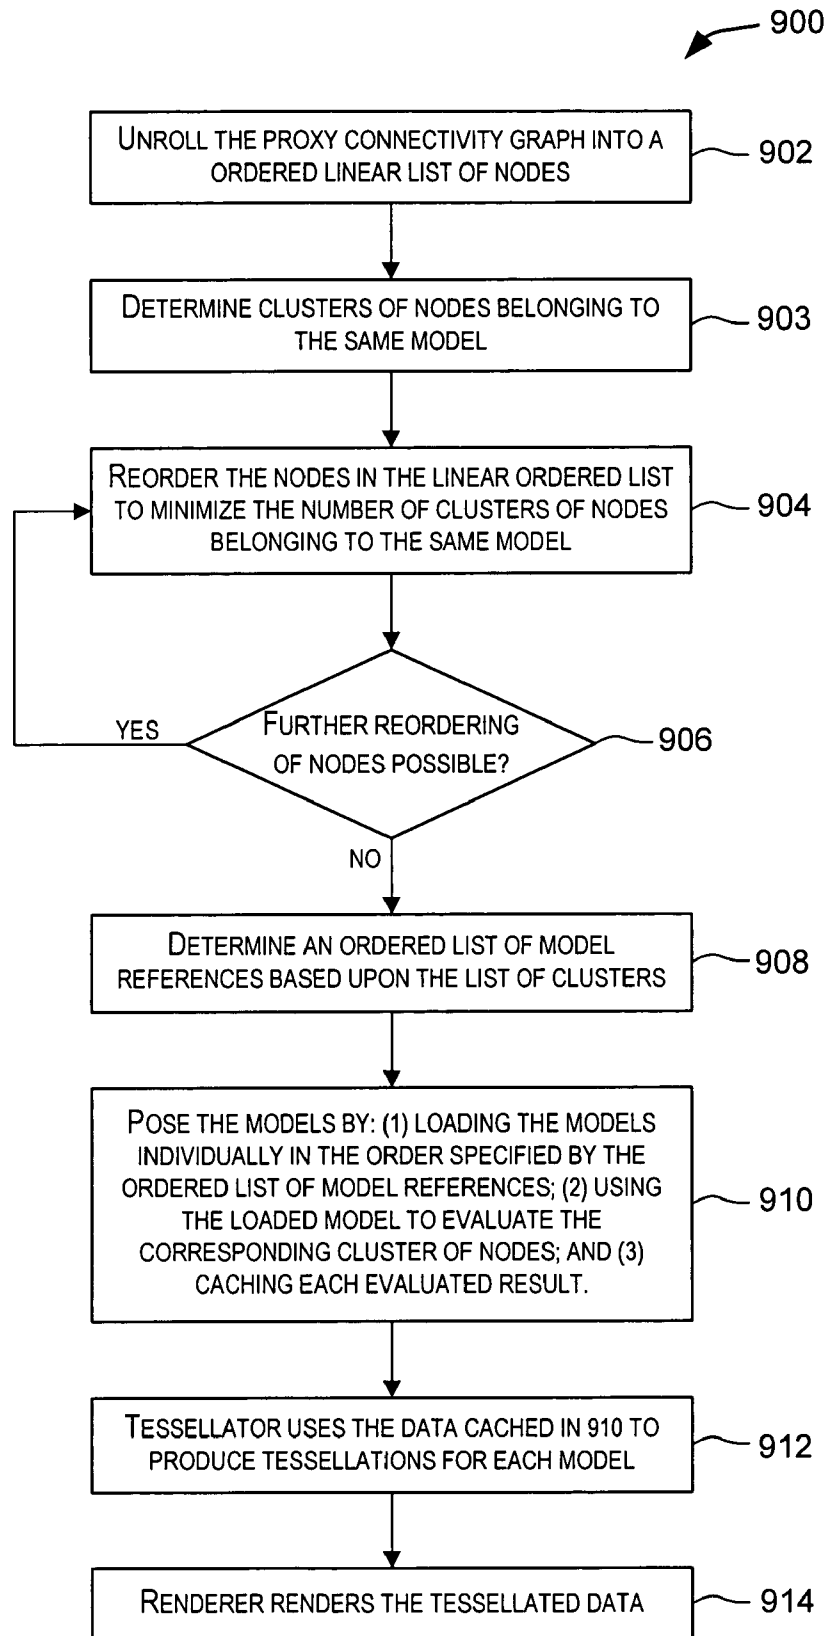 900
UNROLL THE PROXY CONNECTIVITY GRAPH INTO A
ORDERED LINEAR LIST OF NODES
902
DETERMINE CLUSTERS OF NODES BELONGING TO
THE SAME MODEL
903
REORDER THE NODES IN THE LINEAR ORDERED LIST
TO MINIMIZE THE NUMBER OF CLUSTERS OF NODES
BELONGING TO THE SAME MODEL
904
YES
FURTHER REORDERING
OF NODES POSSIBLE?
906
NO
DETERMINE AN ORDERED LIST OF MODEL
REFERENCES BASED UPON THE LIST OF CLUSTERS
908
POSE THE MODELS BY: (1) LOADING THE MODELS
INDIVIDUALLY IN THE ORDER SPECIFIED BY THE
ORDERED LIST OF MODEL REFERENCES; (2) USING
THE LOADED MODEL TO EVALUATE THE
CORRESPONDING CLUSTER OF NODES; AND (3)
CACHING EACH EVALUATED RESULT.
910
TESSELLATOR USES THE DATA CACHED IN 910 TO
PRODUCE TESSELLATIONS FOR EACH MODEL
912
RENDERER RENDERS THE TESSELLATED DATA
914